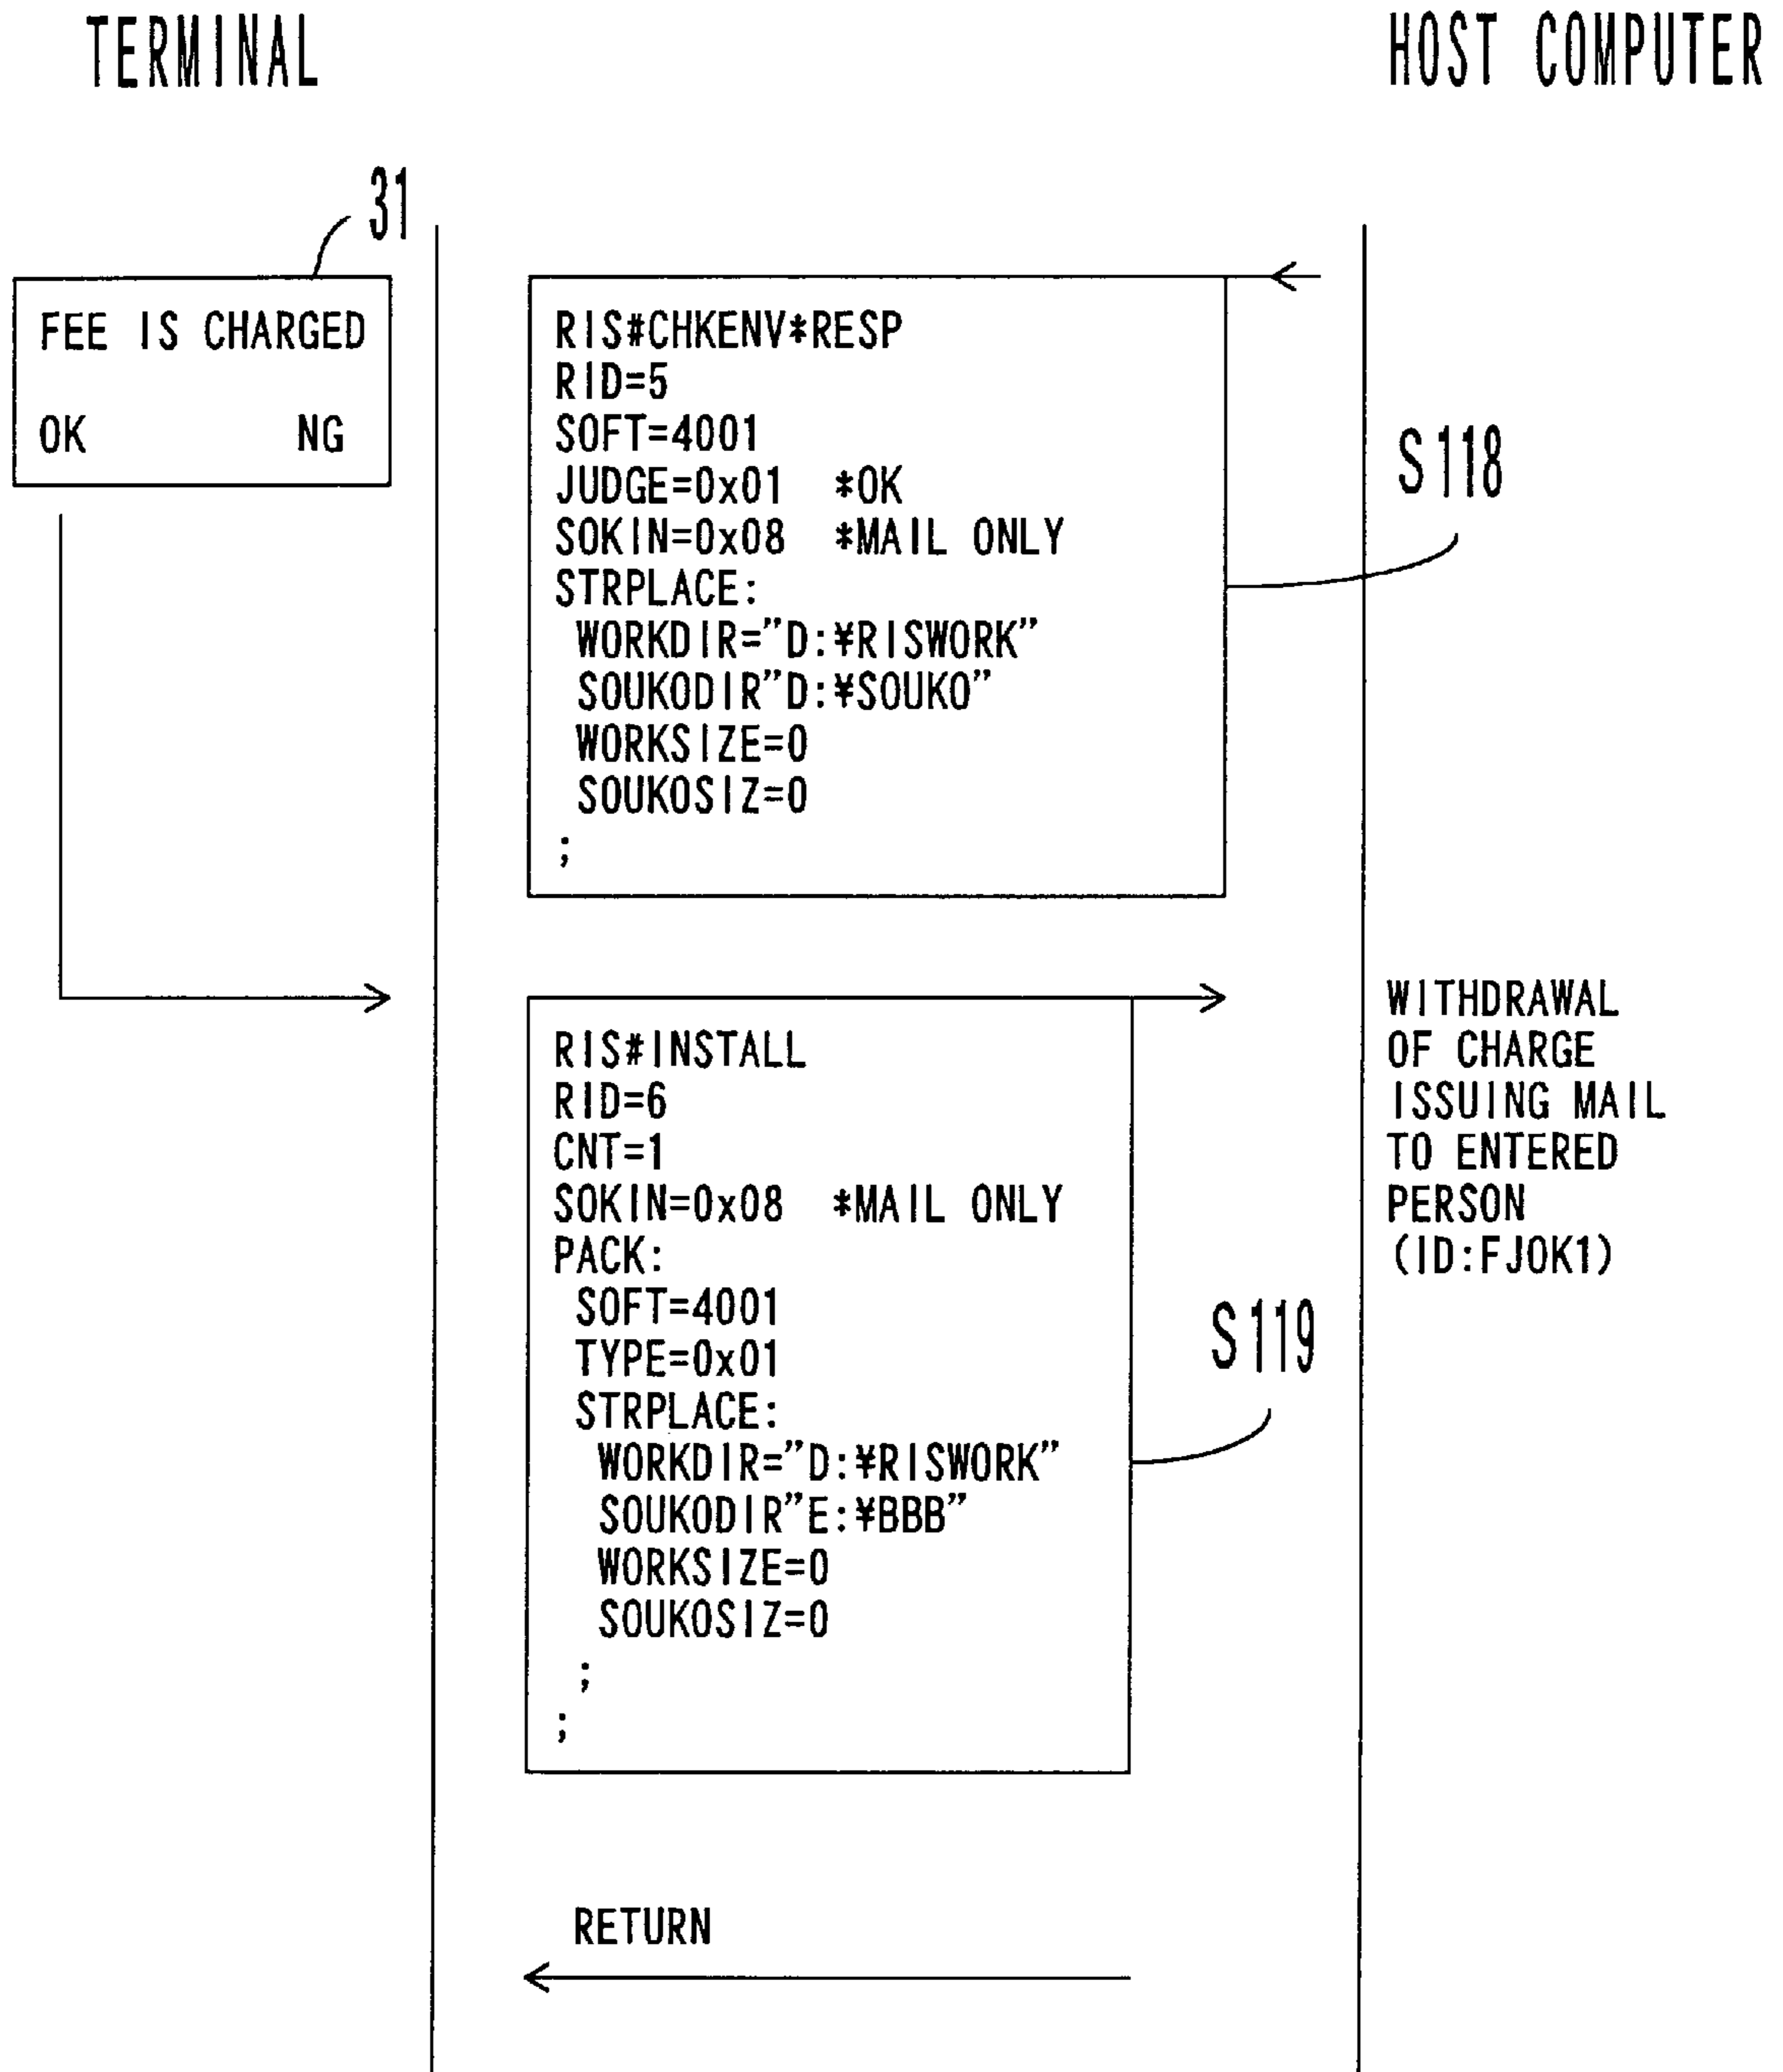 TERMINAL
HOST COMPUTER
31
FEE IS CHARGED
OK NG
RIS#CHKENV*RESP
RID=5
SOFT=4001
JUDGE=0x01 *OK
SOKIN=0x08 *MAIL ONLY
STRPLACE:
WORKDIR=”D:¥RISWORK”
SOUKODIR”D:¥SOUKO”
WORKSIZE=0
SOUKOSIZ=0
;
S118
RIS#INSTALL
RID=6
CNT=1
SOKIN=0x08 *MAIL ONLY
PACK:
SOFT=4001
TYPE=0x01
STRPLACE:
WORKDIR=”D:¥RISWORK”
SOUKODIR”E:¥BBB”
WORKSIZE=0
SOUKOSIZ=0
;
;
S119
WITHDRAWAL
OF CHARGE
ISSUING MAIL
TO ENTERED
PERSON
(ID:FJOK1)
RETURN